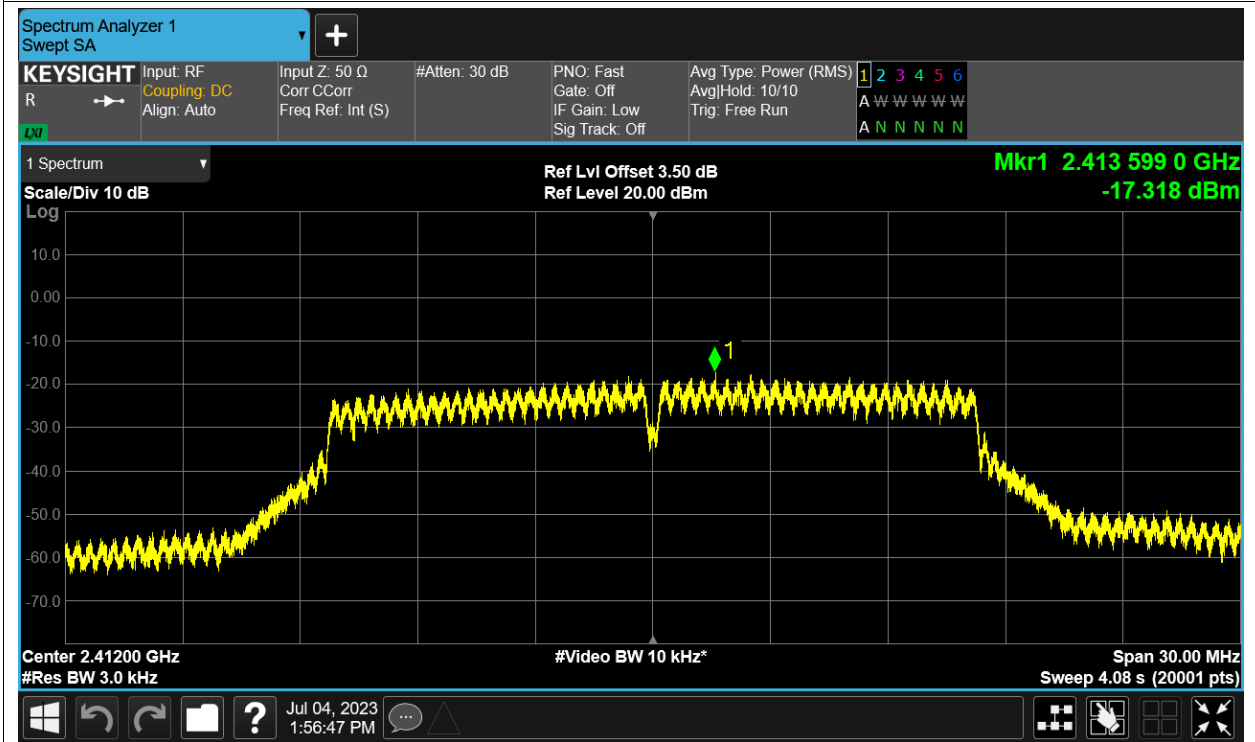 Spectrum Analyzer 1
Swept SA
+
KEYSIGHT
R
LXI
Input: RF
Coupling: DC
Align: Auto
Input Z: 50 Ω
Corr CCorr
Freq Ref: Int (S)
#Atten: 30 dB
PNO: Fast
Gate: Off
IF Gain: Low
Sig Track: Off
Avg Type: Power (RMS)
Avg|Hold: 10/10
Trig: Free Run
1 2 3 4 5 6
A W W W W W
A N N N N N
1 Spectrum
Scale/Div 10 dB
Log
Ref Lvl Offset 3.50 dB
Ref Level 20.00 dBm
Mkr1 2.413 599 0 GHz
-17.318 dBm
10.0
0.00
-10.0
-20.0
-30.0
-40.0
-50.0
-60.0
-70.0
1
Center 2.41200 GHz
#Res BW 3.0 kHz
#Video BW 10 kHz*
Span 30.00 MHz
Sweep 4.08 s (20001 pts)
?
Jul 04, 2023
1:56:47 PM